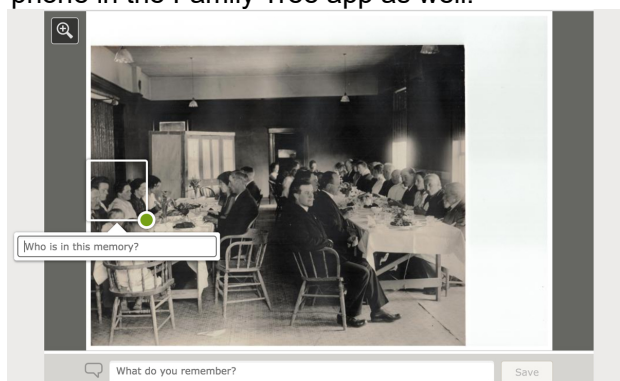 phone in the Family Tree app as well.
Who is in this memory?
What do you remember?
Save